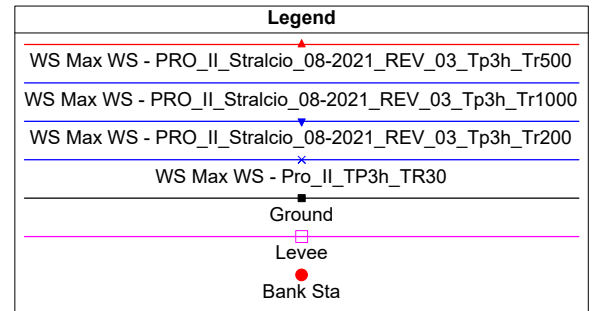 Legend
WS Max WS - PRO_II_Stralcio_08-2021_REV_03_Tp3h_Tr500
WS Max WS - PRO_II_Stralcio_08-2021_REV_03_Tp3h_Tr1000
WS Max WS - PRO_II_Stralcio_08-2021_REV_03_Tp3h_Tr200
WS Max WS - Pro_II_TP3h_TR30
Ground
Levee
Bank Sta